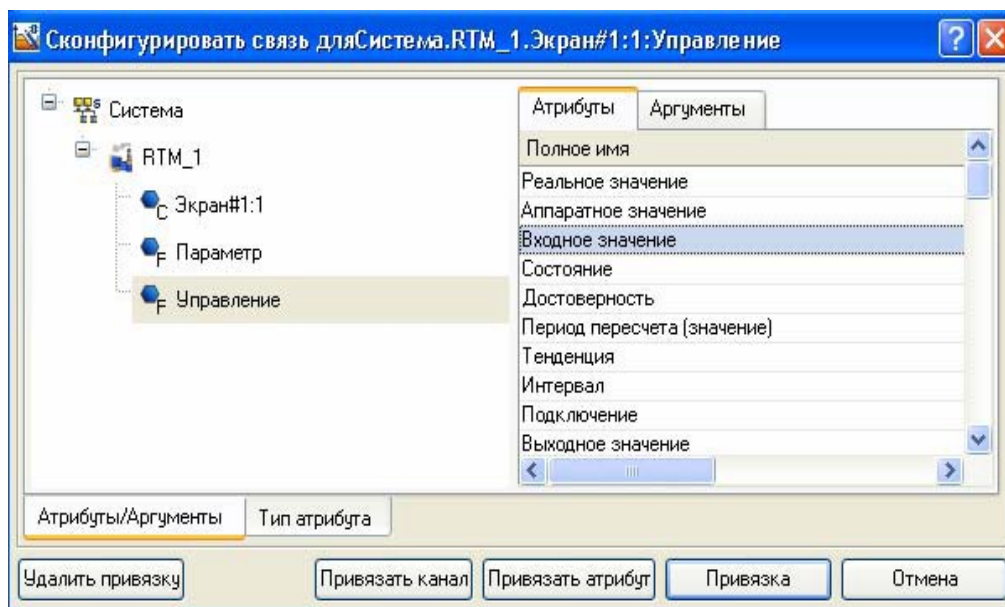 Сконфигурировать связь дляСистема.RTM_1.Экран#1:1:Управление
Система
RTM_1
Экран#1:1
Параметр
Управление
Атрибуты Аргументы
Полное имя
Реальное значение
Аппаратное значение
Входное значение
Состояние
Достоверность
Период пересчета (значение)
Тенденция
Интервал
Подключение
Выходное значение
Атрибуты/Аргументы Тип атрибута
Удалить привязку Привязать канал Привязать атрибут Привязка Отмена